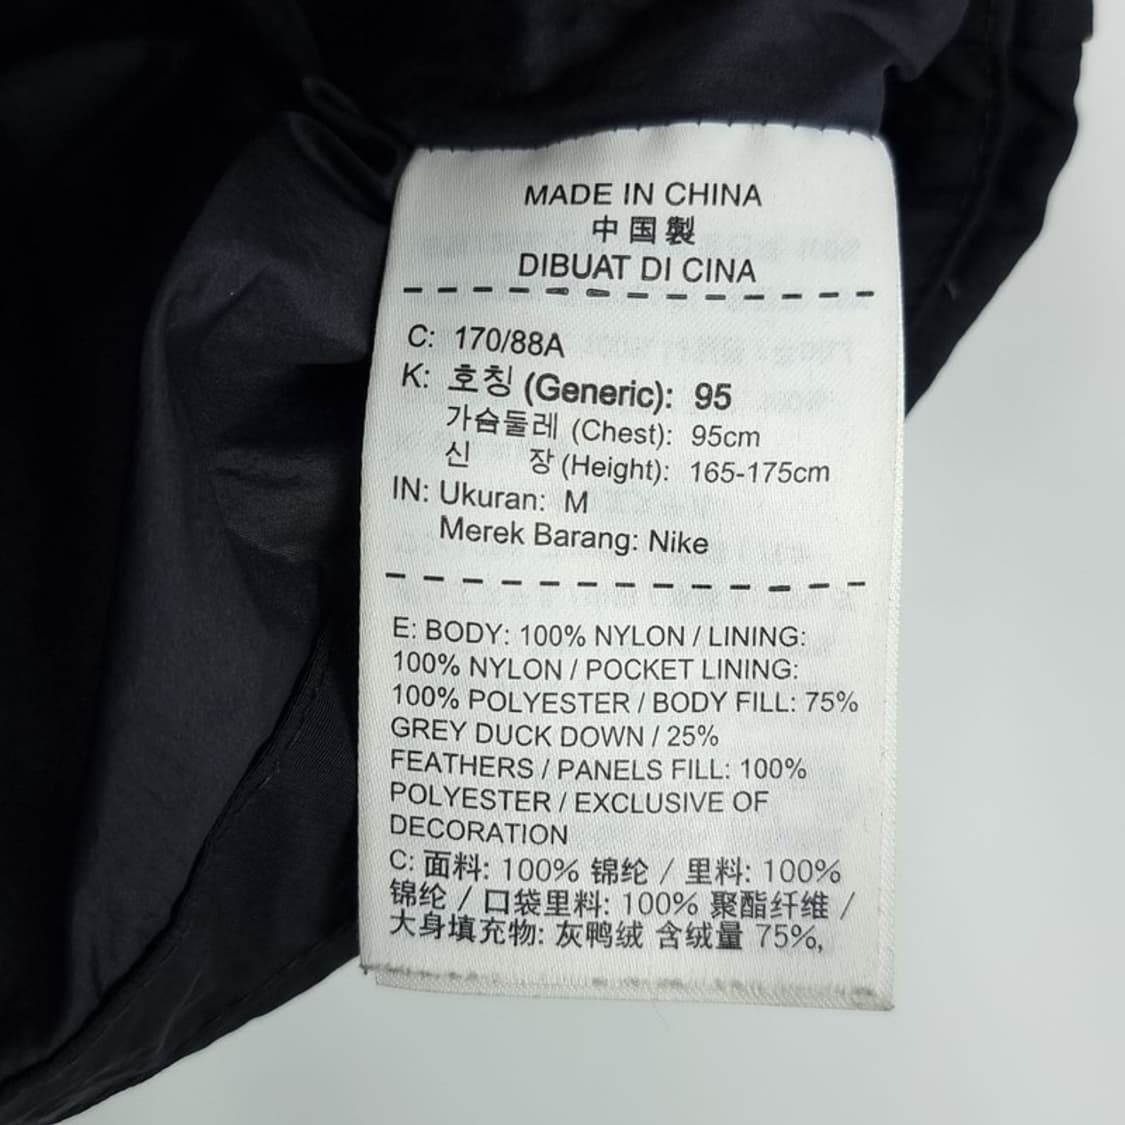 MADE IN CHINA
中国製
DIBUAT DI CINA
C: 170/88A
K: 호칭 (Generic): 95
가슴둘레 (Chest): 95cm
신 장 (Height): 165-175cm
IN: Ukuran: M
Merek Barang: Nike
E: BODY: 100% NYLON / LINING:
100% NYLON / POCKET LINING:
100% POLYESTER / BODY FILL: 75%
GREY DUCK DOWN / 25%
FEATHERS / PANELS FILL: 100%
POLYESTER / EXCLUSIVE OF
DECORATION
C: 面料: 100% 锦纶 / 里料: 100%
锦纶 / 口袋里料: 100% 聚酯纤维 /
大身填充物: 灰鸭绒 含绒量 75%,